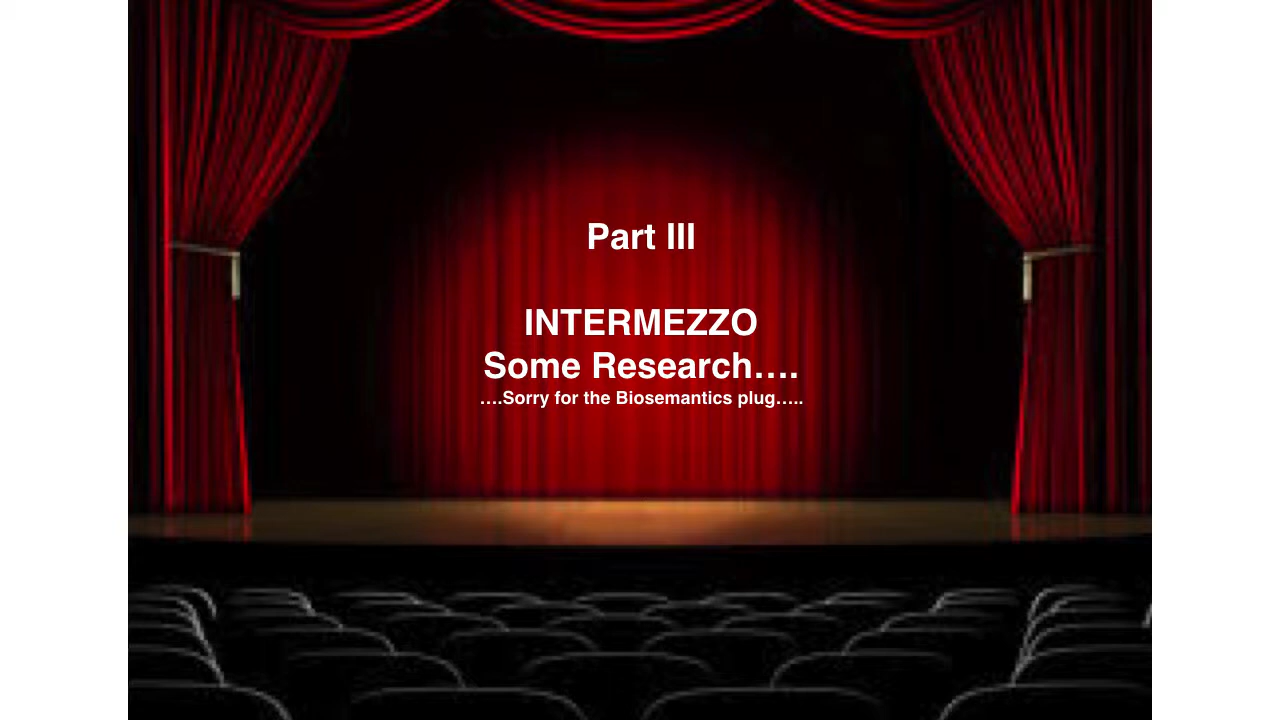 Part III
INTERMEZZO
Some Research….
….Sorry for the Biosemantics plug…..